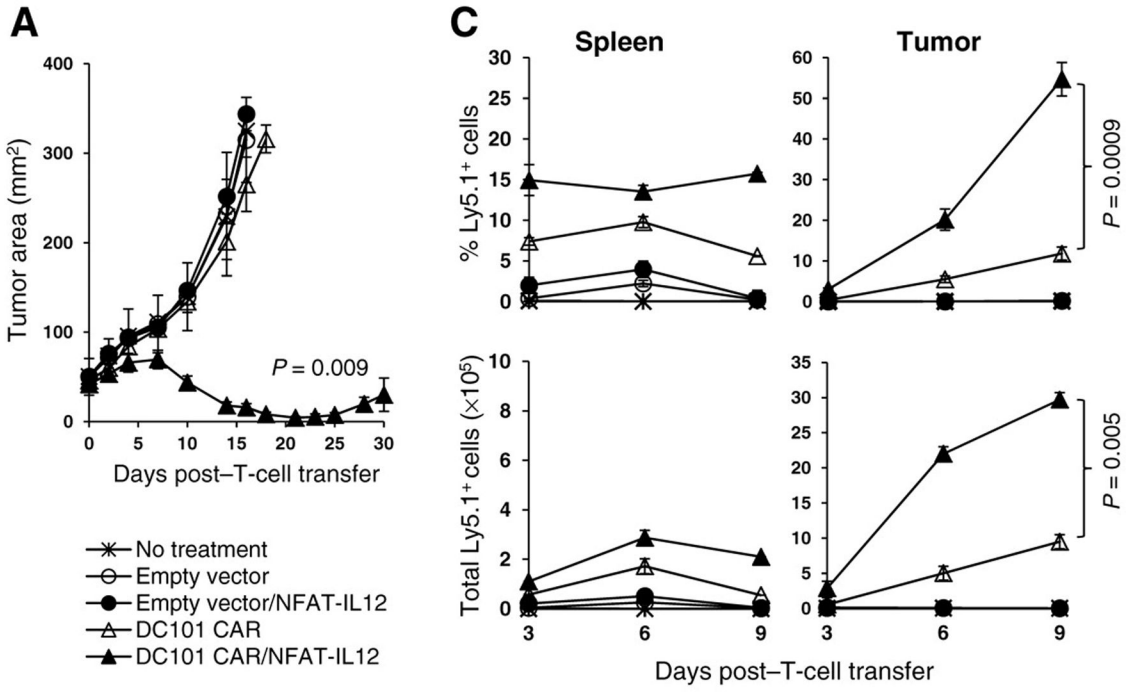 A
Tumor area (mm²)
400
300
200
100
0
P = 0.009
0 5 10 15 20 25 30
Days post–T-cell transfer
No treatment
Empty vector
Empty vector/NFAT-IL12
DC101 CAR
DC101 CAR/NFAT-IL12
C
Spleen
Tumor
% Ly5.1⁺ cells
30
25
20
15
10
5
0
60
50
40
30
20
10
0
P = 0.0009
Total Ly5.1⁺ cells (×10⁵)
10
8
6
4
2
0
3 6 9
35
30
25
20
15
10
5
0
3 6 9
P = 0.005
Days post–T-cell transfer